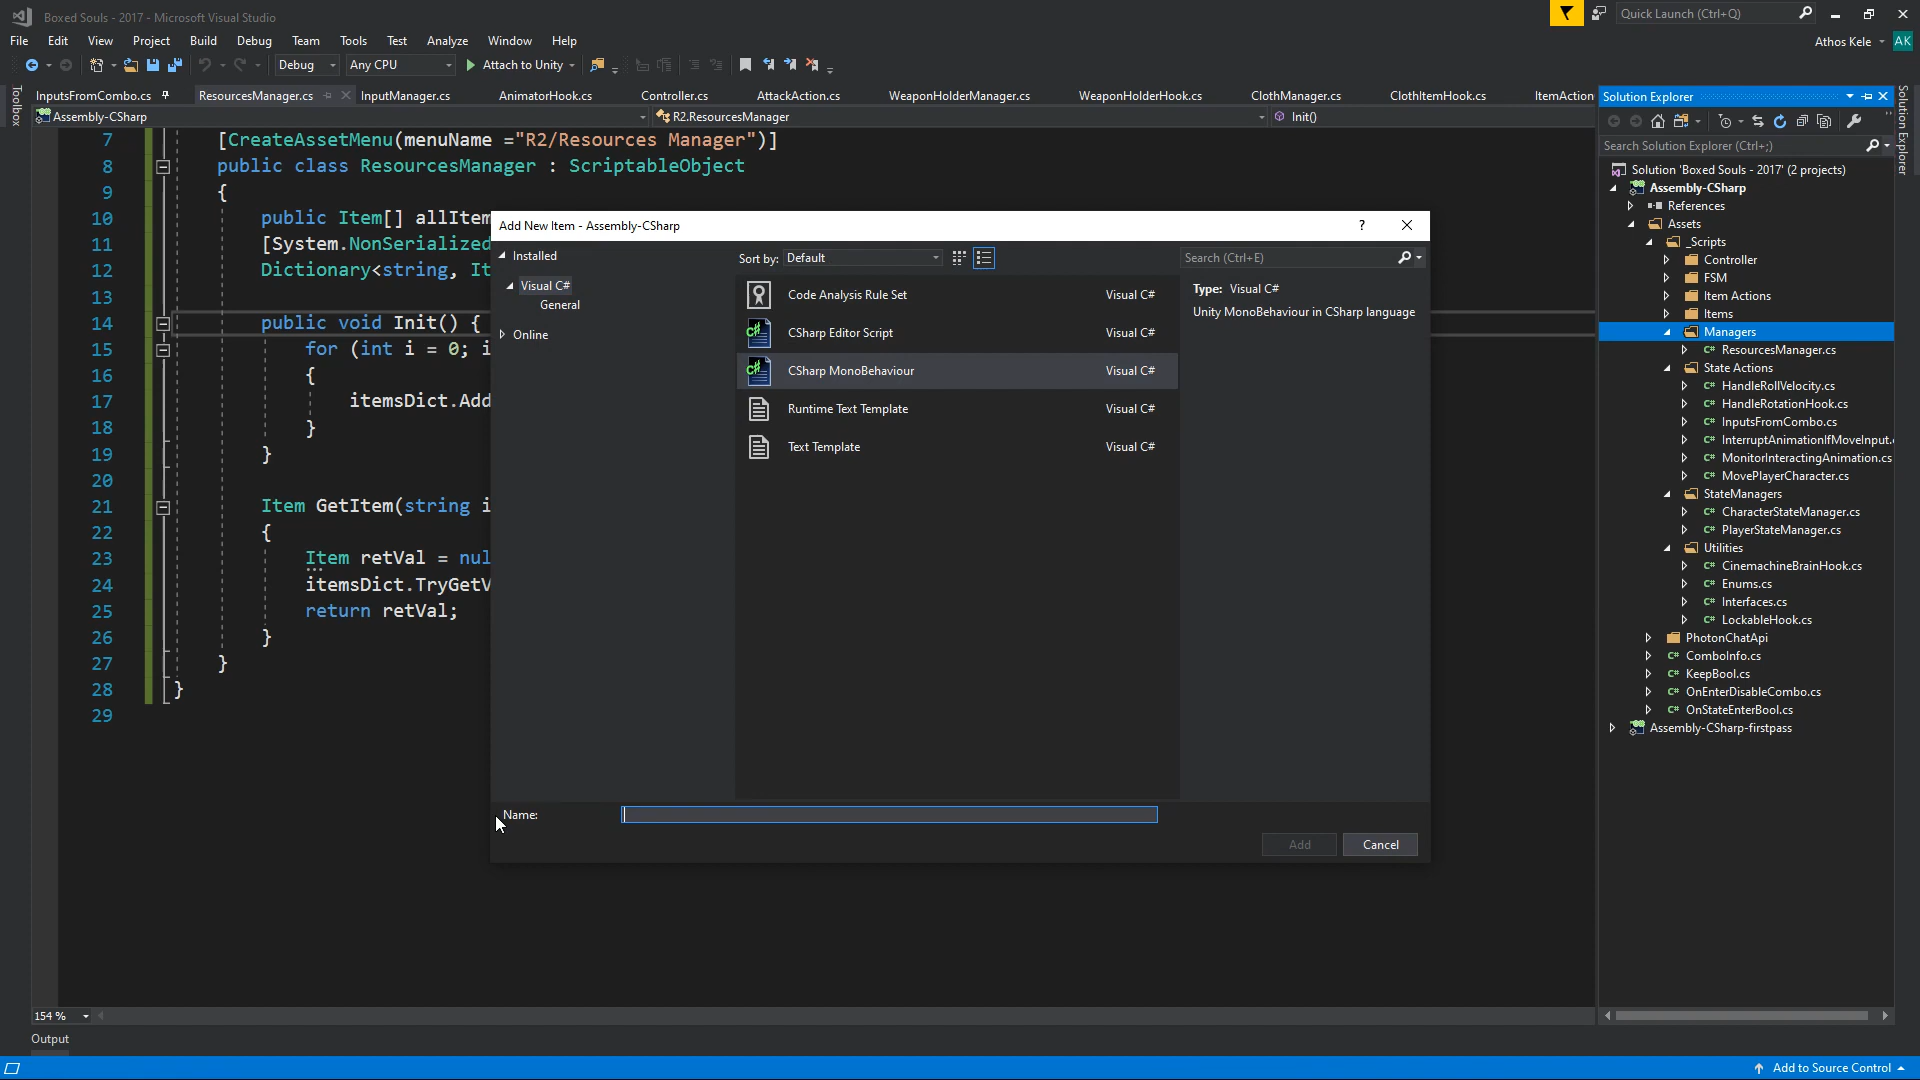 Boxed Souls - 2017 - Microsoft Visual Studio
Quick Launch (Ctrl+Q)
File Edit View Project Build Debug Team Tools Test Analyze Window Help
Athos Kele AK
Debug Any CPU Attach to Unity
Toolbox
InputsFromCombo.cs ResourcesManager.cs InputManager.cs AnimatorHook.cs Controller.cs AttackAction.cs WeaponHolderManager.cs WeaponHolderHook.cs ClothManager.cs ClothItemHook.cs ItemAction
Assembly-CSharp R2.ResourcesManager Init()
7 [CreateAssetMenu(menuName ="R2/Resources Manager")]
8 public class ResourcesManager : ScriptableObject
9 {
10 public Item[] allItem
11 [System.NonSerialized
12 Dictionary<string, It
13
14 public void Init() {
15 for (int i = 0; i
16 {
17 itemsDict.Add
18 }
19 }
20
21 Item GetItem(string i
22 {
23 Item retVal = nul
24 itemsDict.TryGetV
25 return retVal;
26 }
27 }
28 }
29
154 %
Output
Add New Item - Assembly-CSharp
?
Installed
Visual C#
General
Online
Sort by: Default
Search (Ctrl+E)
Code Analysis Rule Set Visual C#
CSharp Editor Script Visual C#
CSharp MonoBehaviour Visual C#
Runtime Text Template Visual C#
Text Template Visual C#
Type: Visual C#
Unity MonoBehaviour in CSharp language
Name:
Add Cancel
Solution Explorer
Search Solution Explorer (Ctrl+;)
Solution 'Boxed Souls - 2017' (2 projects)
Assembly-CSharp
References
Assets
_Scripts
Controller
FSM
Item Actions
Items
Managers
C# ResourcesManager.cs
State Actions
C# HandleRollVelocity.cs
C# HandleRotationHook.cs
C# InputsFromCombo.cs
C# InterruptAnimationIfMoveInput.
C# MonitorInteractingAnimation.cs
C# MovePlayerCharacter.cs
StateManagers
C# CharacterStateManager.cs
C# PlayerStateManager.cs
Utilities
C# CinemachineBrainHook.cs
C# Enums.cs
C# Interfaces.cs
C# LockableHook.cs
PhotonChatApi
C# ComboInfo.cs
C# KeepBool.cs
C# OnEnterDisableCombo.cs
C# OnStateEnterBool.cs
Assembly-CSharp-firstpass
Solution Explorer
Add to Source Control